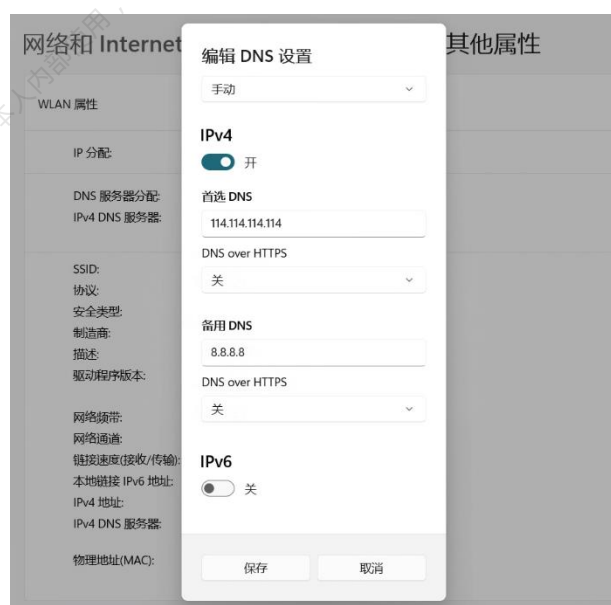 网络和 Internet
其他属性
WLAN 属性
IP 分配:
DNS 服务器分配:
IPv4 DNS 服务器:
SSID:
协议:
安全类型:
制造商:
描述:
驱动程序版本:
网络频带:
网络通道:
链接速度(接收/传输):
本地链接 IPv6 地址:
IPv4 地址:
IPv4 DNS 服务器:
物理地址(MAC):
编辑 DNS 设置
手动
IPv4
开
首选 DNS
114.114.114.114
DNS over HTTPS
关
备用 DNS
8.8.8.8
DNS over HTTPS
关
IPv6
关
保存
取消